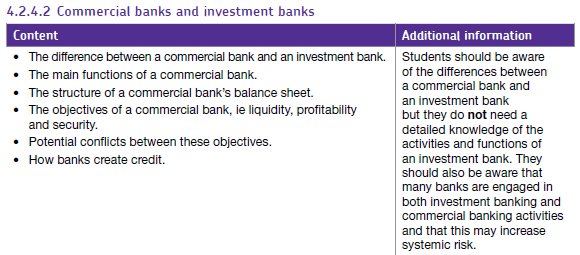 4.2.4.2 Commercial banks and investment banks
Content
• The difference between a commercial bank and an investment bank.
• The main functions of a commercial bank.
• The structure of a commercial bank's balance sheet.
• The objectives of a commercial bank, ie liquidity, profitability
and security.
• Potential conflicts between these objectives.
• How banks create credit.
Additional information
Students should be aware
of the differences between
a commercial bank and
an investment bank
but they do not need a
detailed knowledge of the
activities and functions of
an investment bank. They
should also be aware that
many banks are engaged in
both investment banking and
commercial banking activities
and that this may increase
systemic risk.